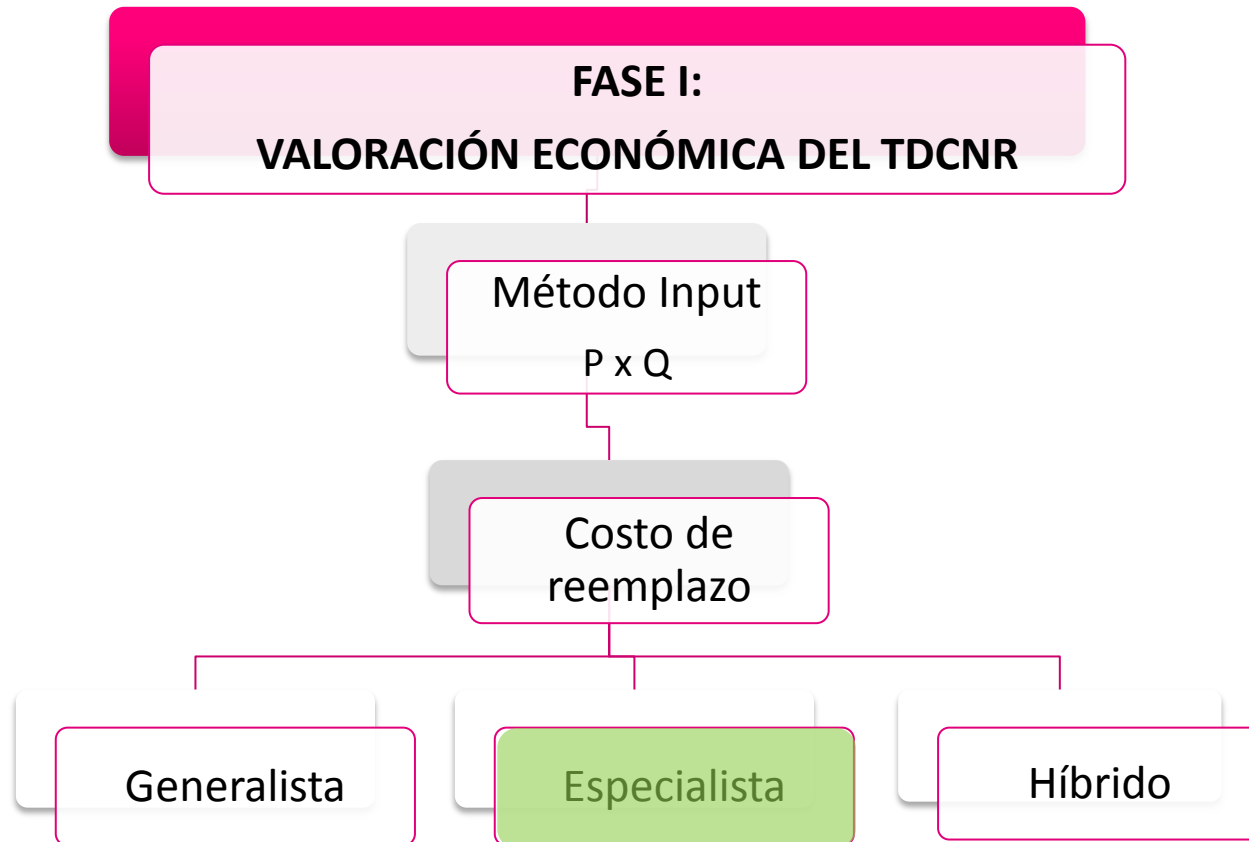 FASE I:
VALORACIÓN ECONÓMICA DEL TDCNR
Método Input
P x Q
Costo de
reemplazo
Generalista
Especialista
Híbrido